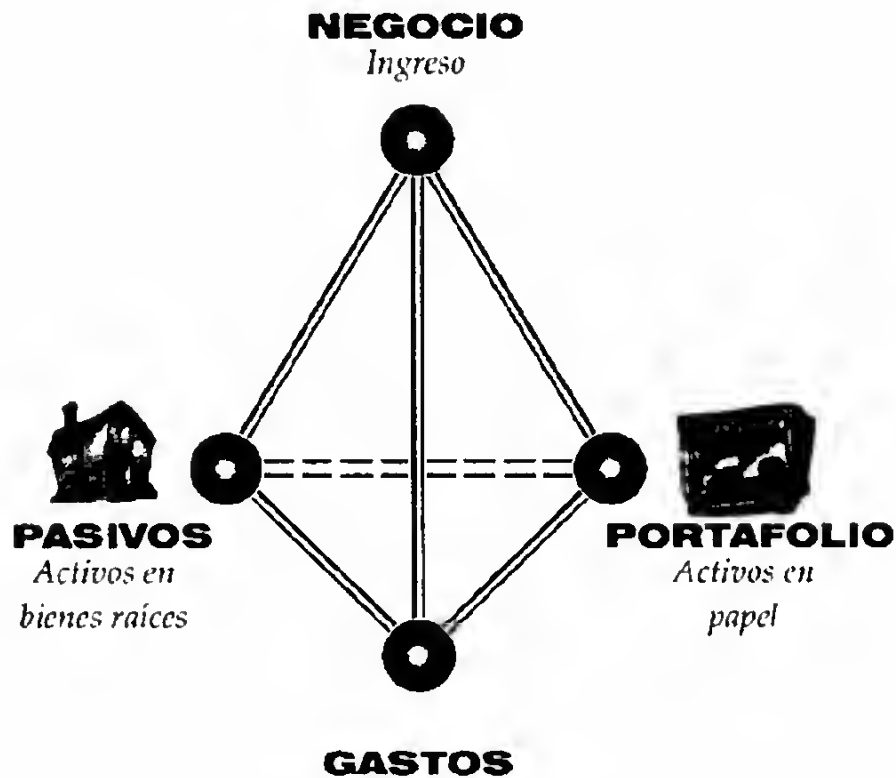 NEGOCIO
Ingreso
PASIVOS
Activos en
bienes raíces
PORTAFOLIO
Activos en
papel
GASTOS